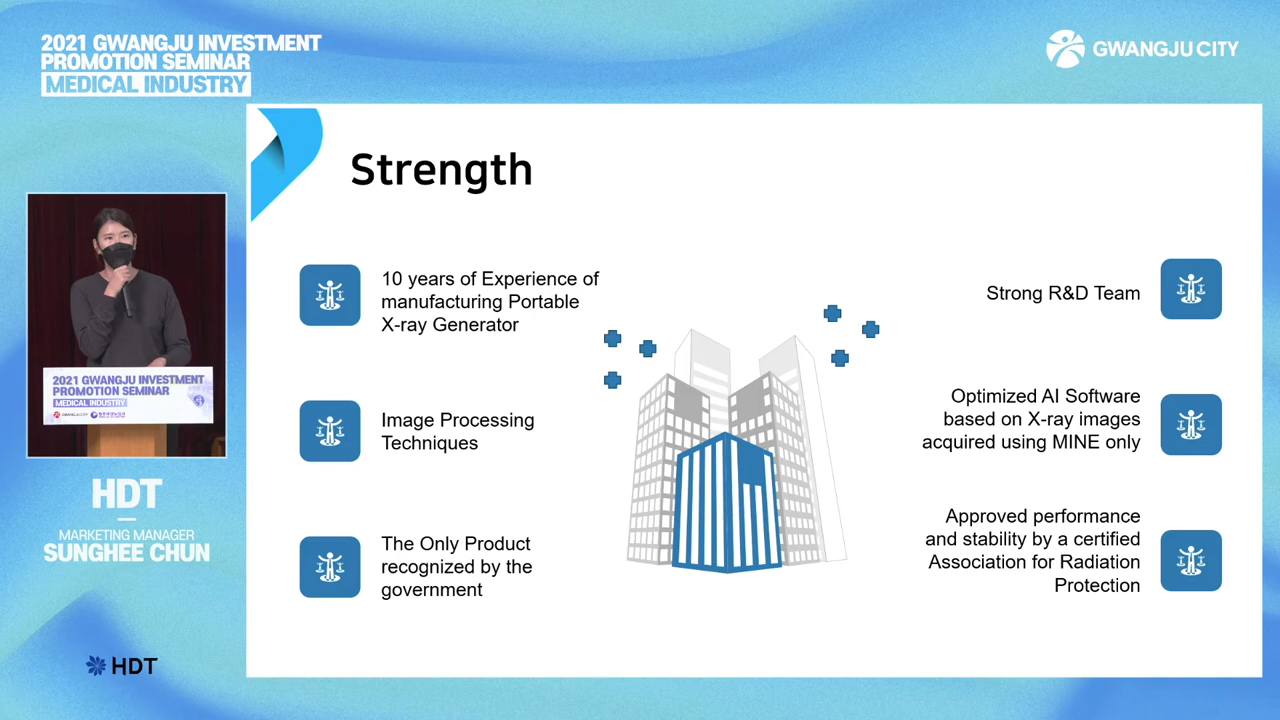 2021 GWANGJU INVESTMENT
PROMOTION SEMINAR
MEDICAL INDUSTRY
GWANGJU CITY
Strength
10 years of Experience of
manufacturing Portable
X-ray Generator
Image Processing
Techniques
The Only Product
recognized by the
government
Strong R&D Team
Optimized AI Software
based on X-ray images
acquired using MINE only
Approved performance
and stability by a certified
Association for Radiation
Protection
2021 GWANGJU INVESTMENT
PROMOTION SEMINAR
MEDICAL INDUSTRY
GWANGJU CITY
HDT
MARKETING MANAGER
SUNGHEE CHUN
HDT